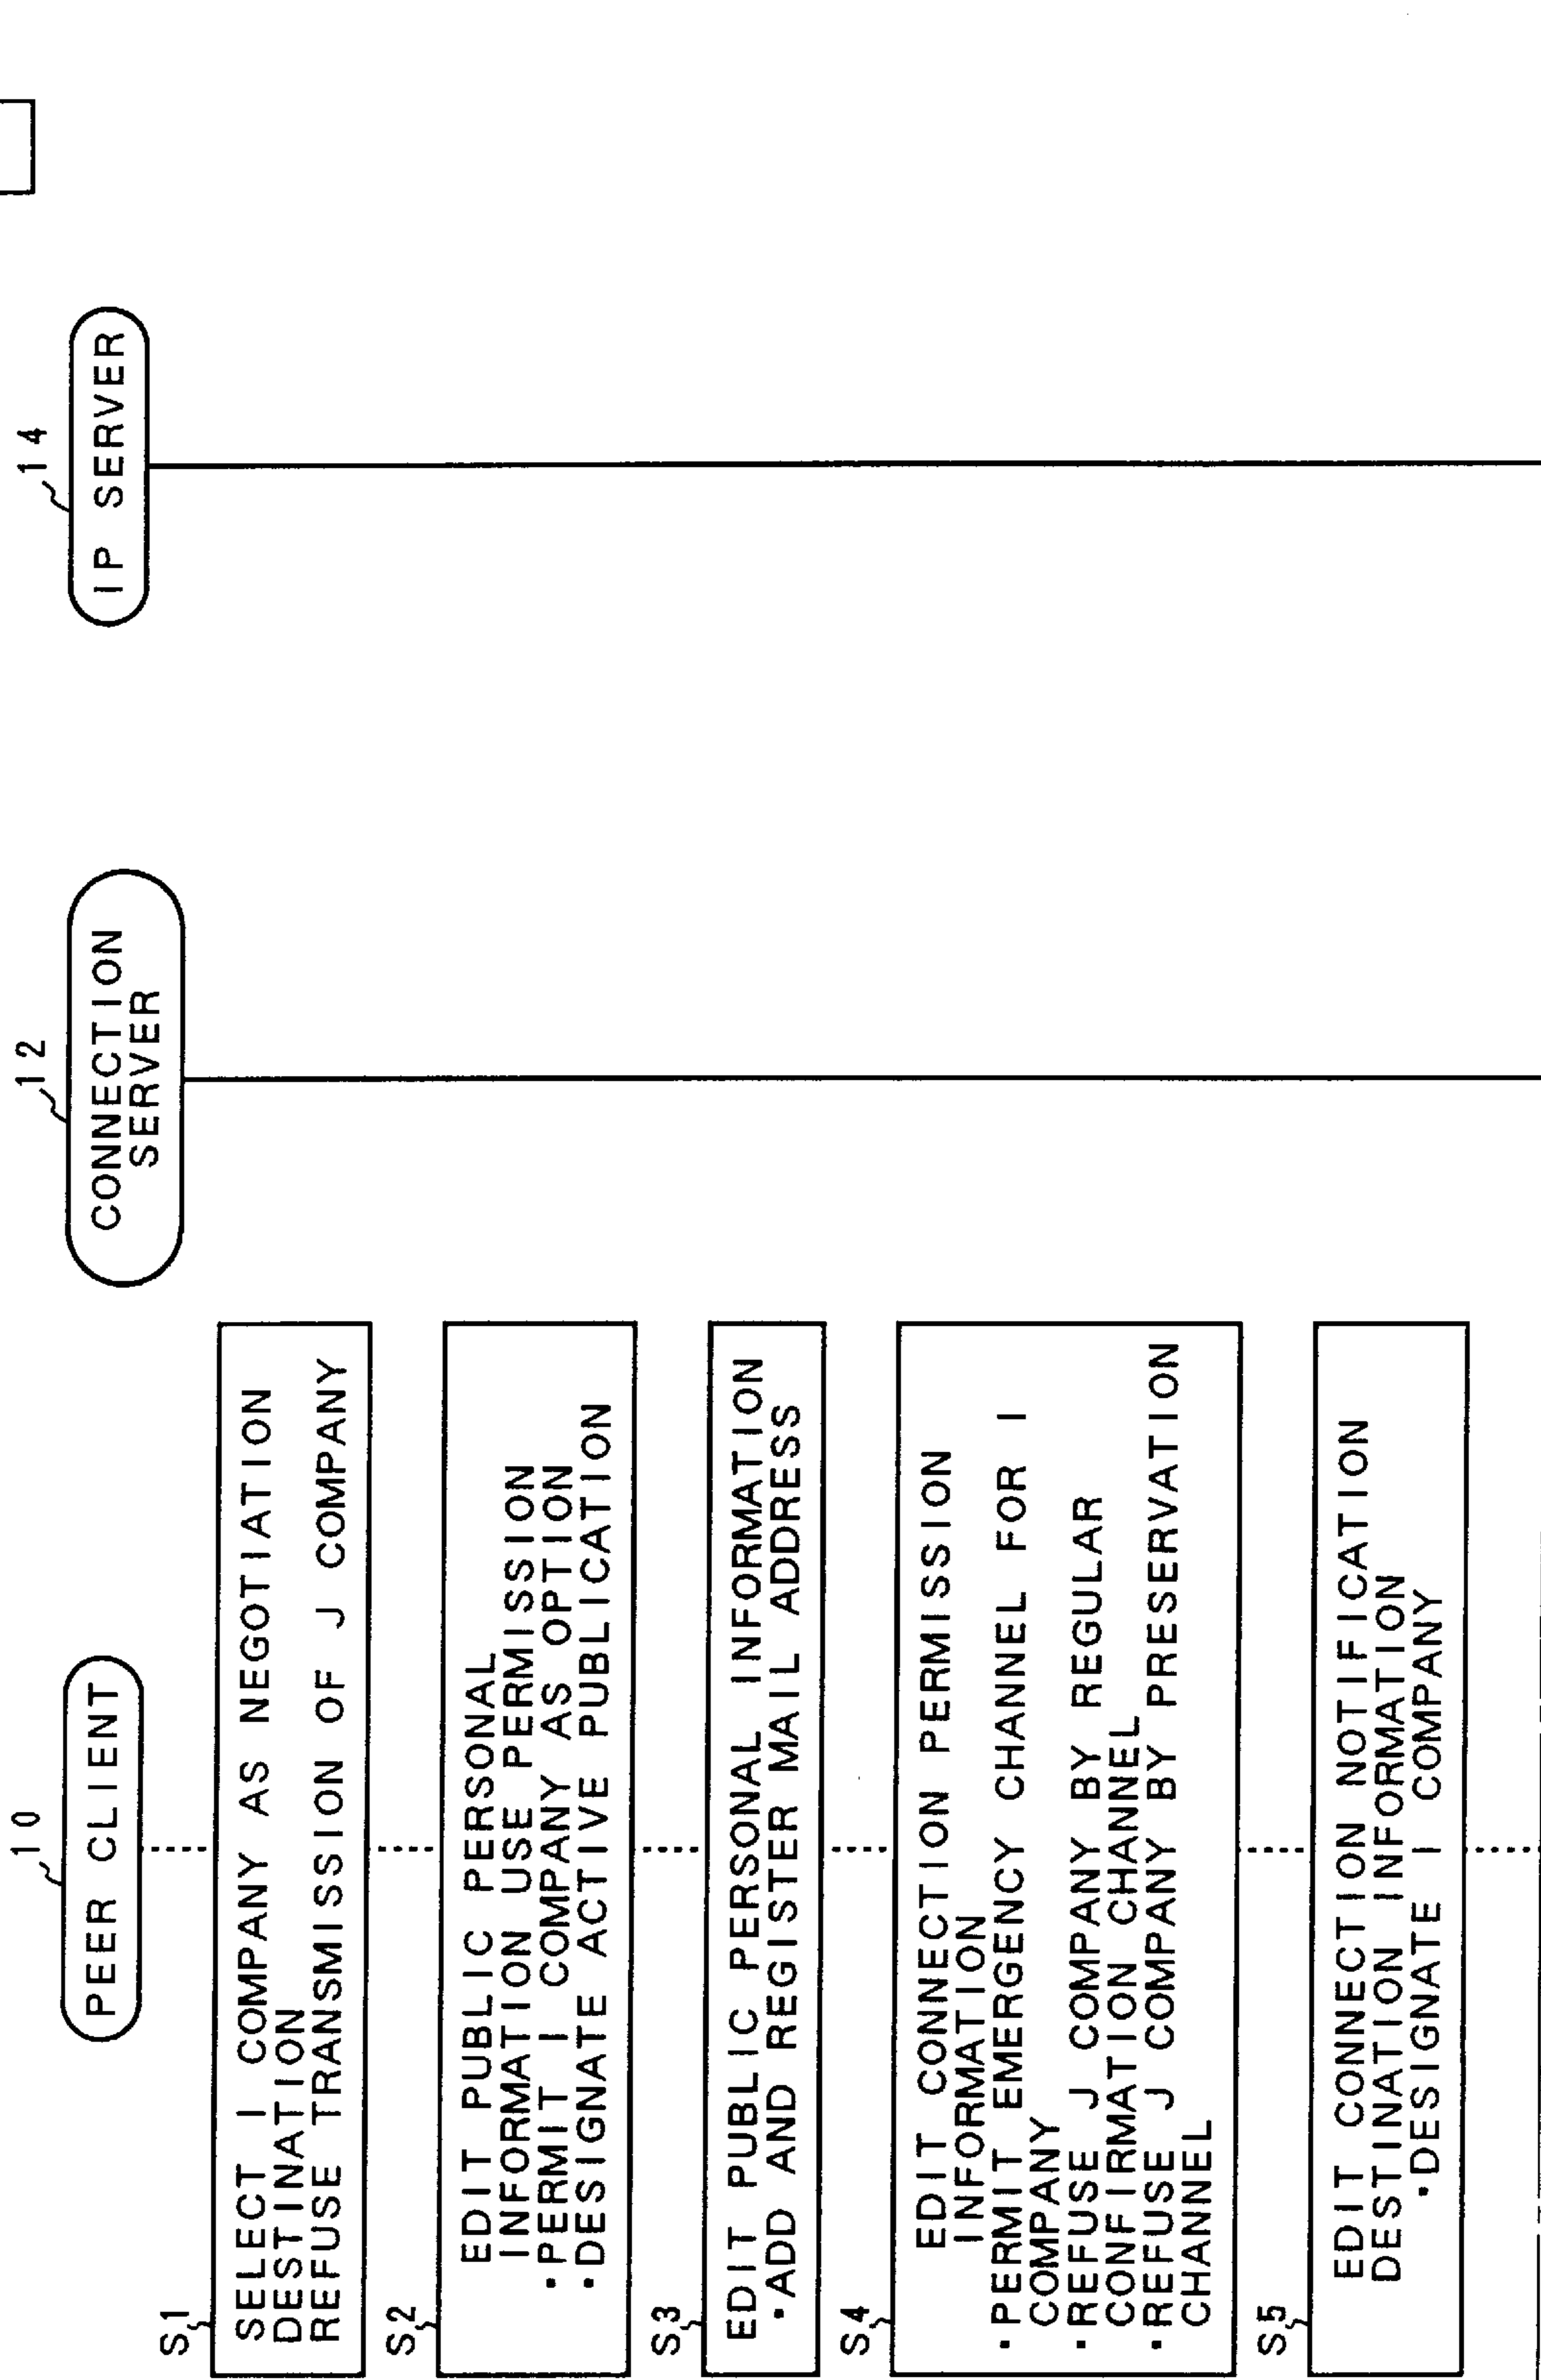 10
PEER CLIENT
12
CONNECTION
SERVER
14
IP SERVER
S1
SELECT I COMPANY AS NEGOTIATION
DESTINATION
REFUSE TRANSMISSION OF J COMPANY
S2
EDIT PUBLIC PERSONAL
INFORMATION USE PERMISSION
•PERMIT I COMPANY AS OPTION
•DESIGNATE ACTIVE PUBLICATION
S3
EDIT PUBLIC PERSONAL INFORMATION
•ADD AND REGISTER MAIL ADDRESS
S4
EDIT CONNECTION PERMISSION
INFORMATION
•PERMIT EMERGENCY CHANNEL FOR I
COMPANY
•REFUSE J COMPANY BY REGULAR
CONFIRMATION CHANNEL
•REFUSE J COMPANY BY PRESERVATION
CHANNEL
S5
EDIT CONNECTION NOTIFICATION
DESTINATION INFORMATION
•DESIGNATE I COMPANY